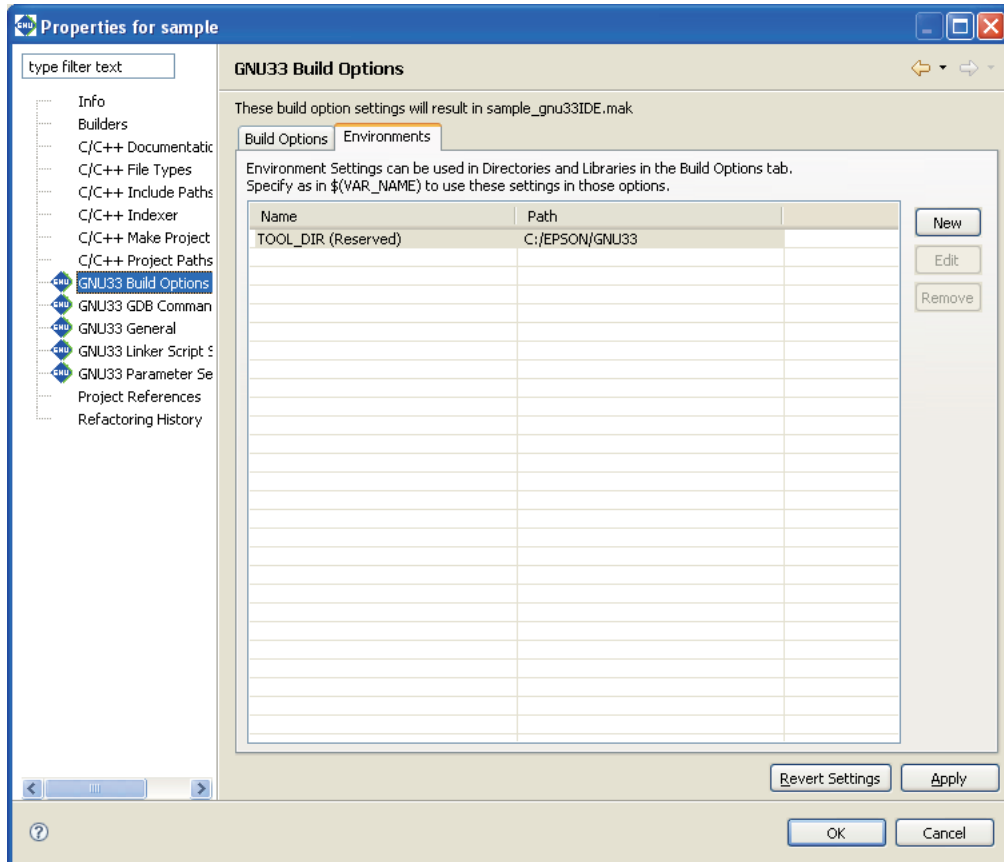 Properties for sample
type filter text
Info
Builders
C/C++ Documentatic
C/C++ File Types
C/C++ Include Paths
C/C++ Indexer
C/C++ Make Project
C/C++ Project Paths
GNU33 Build Options
GNU33 GDB Comman
GNU33 General
GNU33 Linker Script S
GNU33 Parameter Se
Project References
Refactoring History
GNU33 Build Options
These build option settings will result in sample_gnu33IDE.mak
Build Options
Environments
Environment Settings can be used in Directories and Libraries in the Build Options tab.
Specify as in $(VAR_NAME) to use these settings in those options.
Name Path
TOOL_DIR (Reserved) C:/EPSON/GNU33
New
Edit
Remove
Revert Settings
Apply
?
OK
Cancel